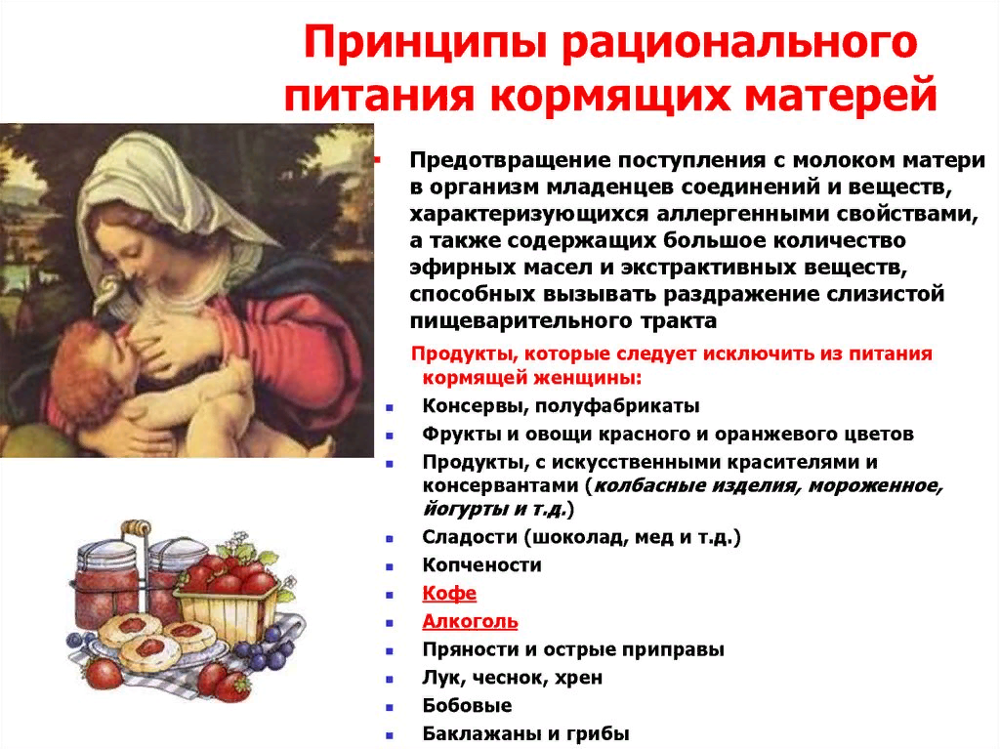 Принципы рационального
питания кормящих матерей
Предотвращение поступления с молоком матери
в организм младенцев соединений и веществ,
характеризующихся аллергенными свойствами,
а также содержащих большое количество
эфирных масел и экстрактивных веществ,
способных вызывать раздражение слизистой
пищеварительного тракта
Продукты, которые следует исключить из питания
кормящей женщины:
Консервы, полуфабрикаты
Фрукты и овощи красного и оранжевого цветов
Продукты, с искусственными красителями и
консервантами (колбасные изделия, мороженное,
йогурты и т.д.)
Сладости (шоколад, мед и т.д.)
Копчености
Кофе
Алкоголь
Пряности и острые приправы
Лук, чеснок, хрен
Бобовые
Баклажаны и грибы